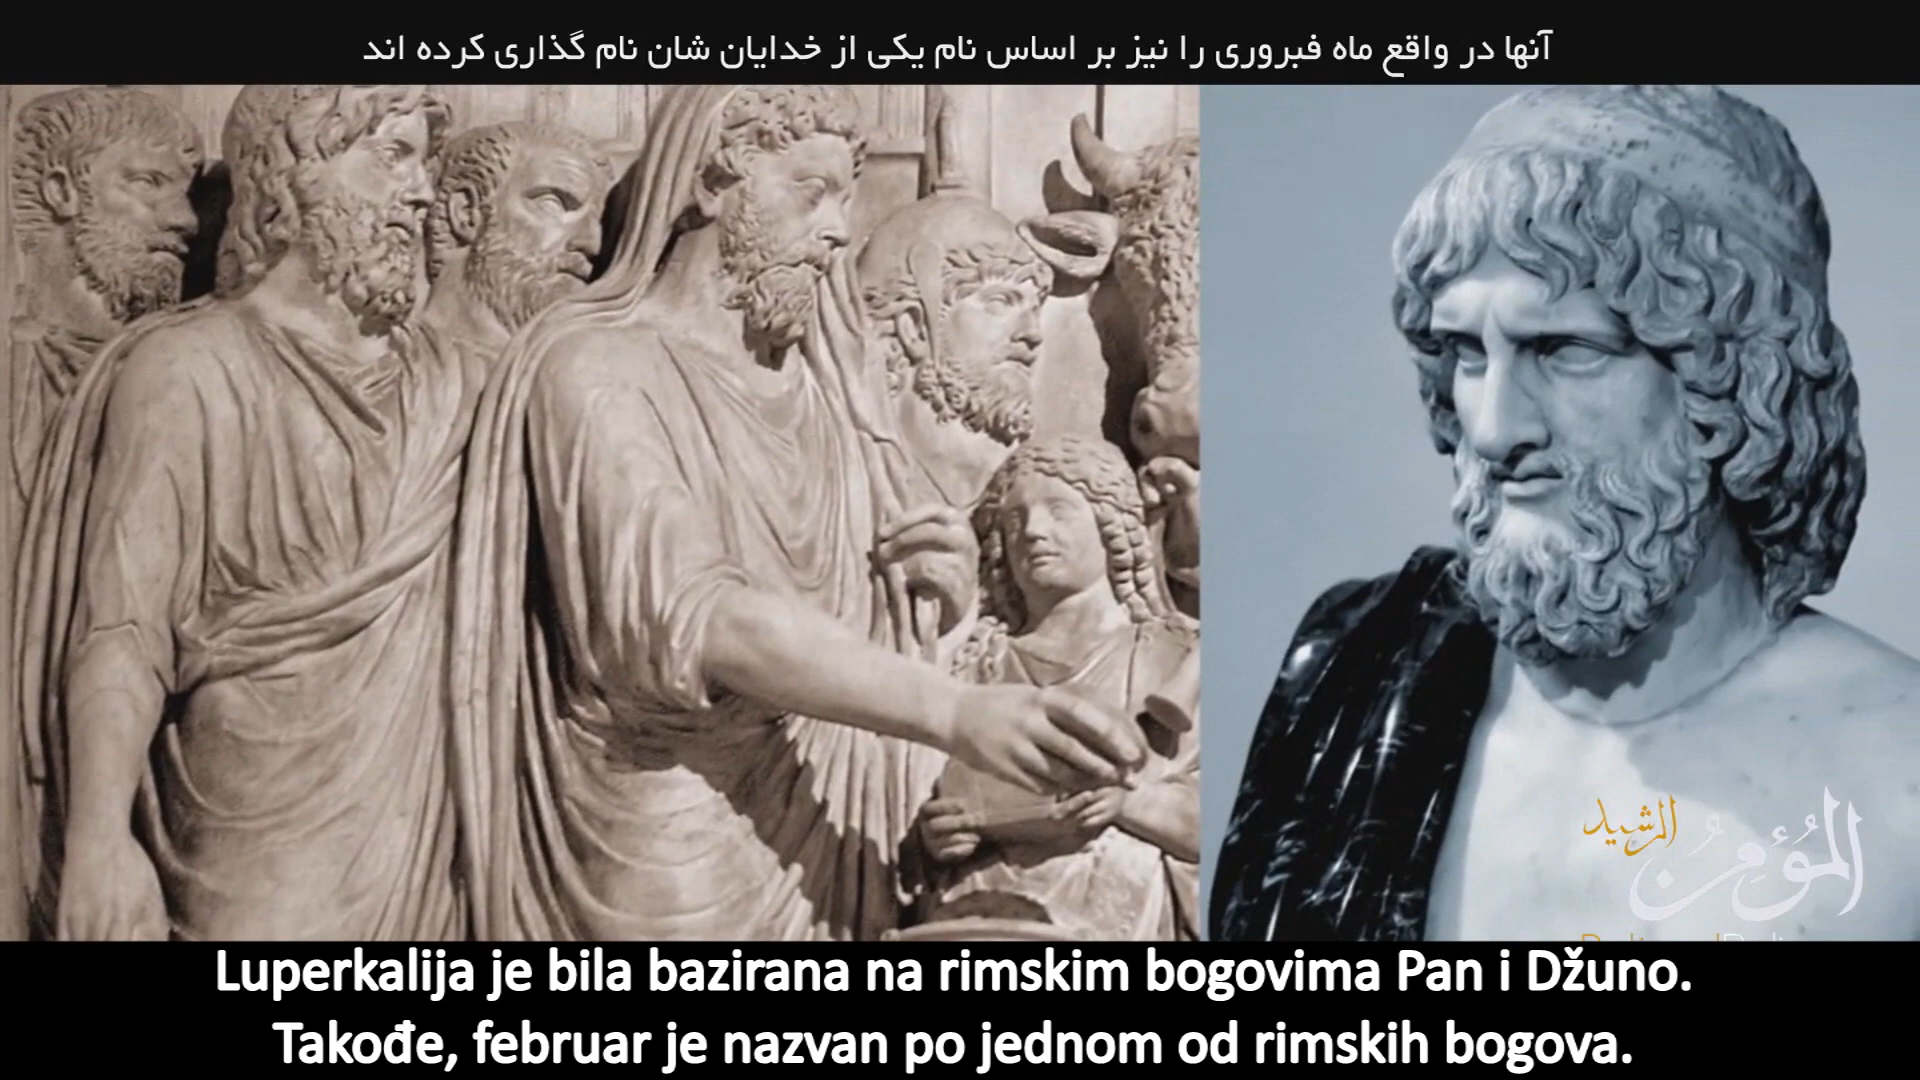 آنها در واقع ماه فبروری را نیز بر اساس نام یکی از خدایان شان نام گذاری کرده اند
المؤمن
الرشيد
Luperkalija je bila bazirana na rimskim bogovima Pan i Džuno.
Takođe, februar je nazvan po jednom od rimskih bogova.